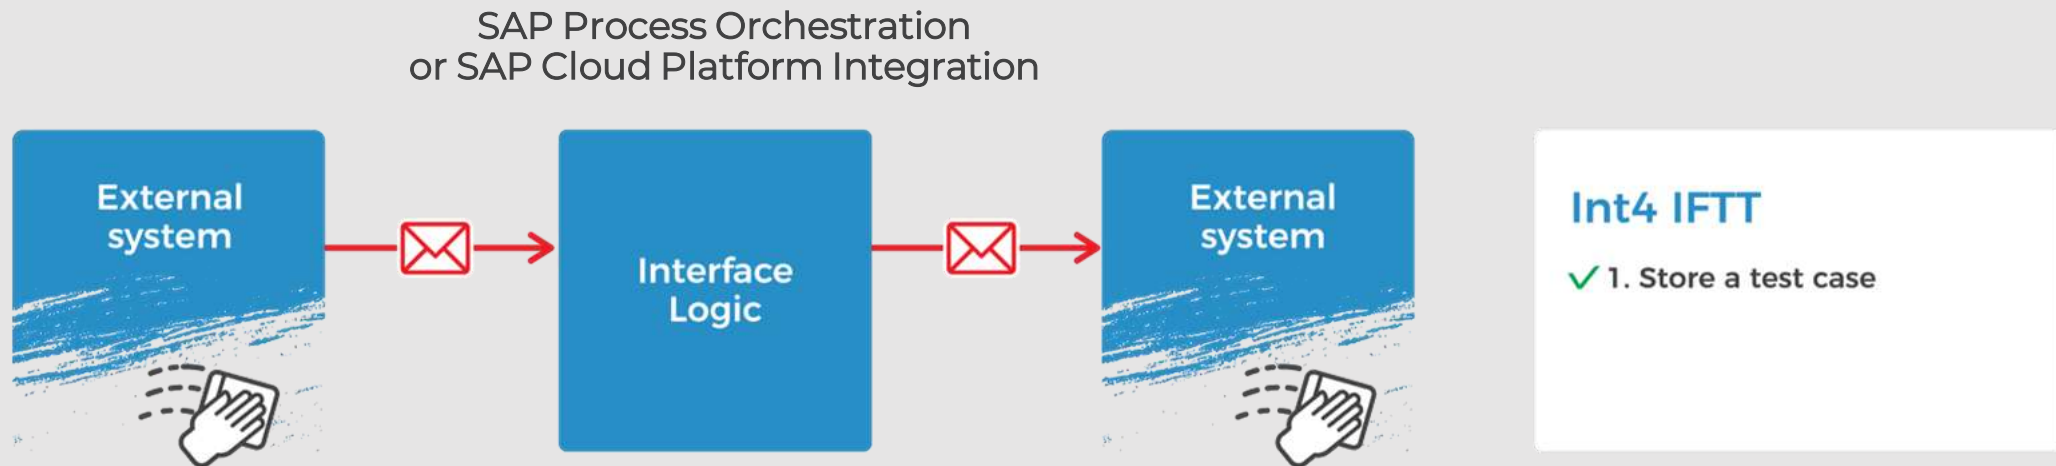 SAP Process Orchestration
or SAP Cloud Platform Integration
External
system
Interface
Logic
External
system
Int4 IFTT
1. Store a test case